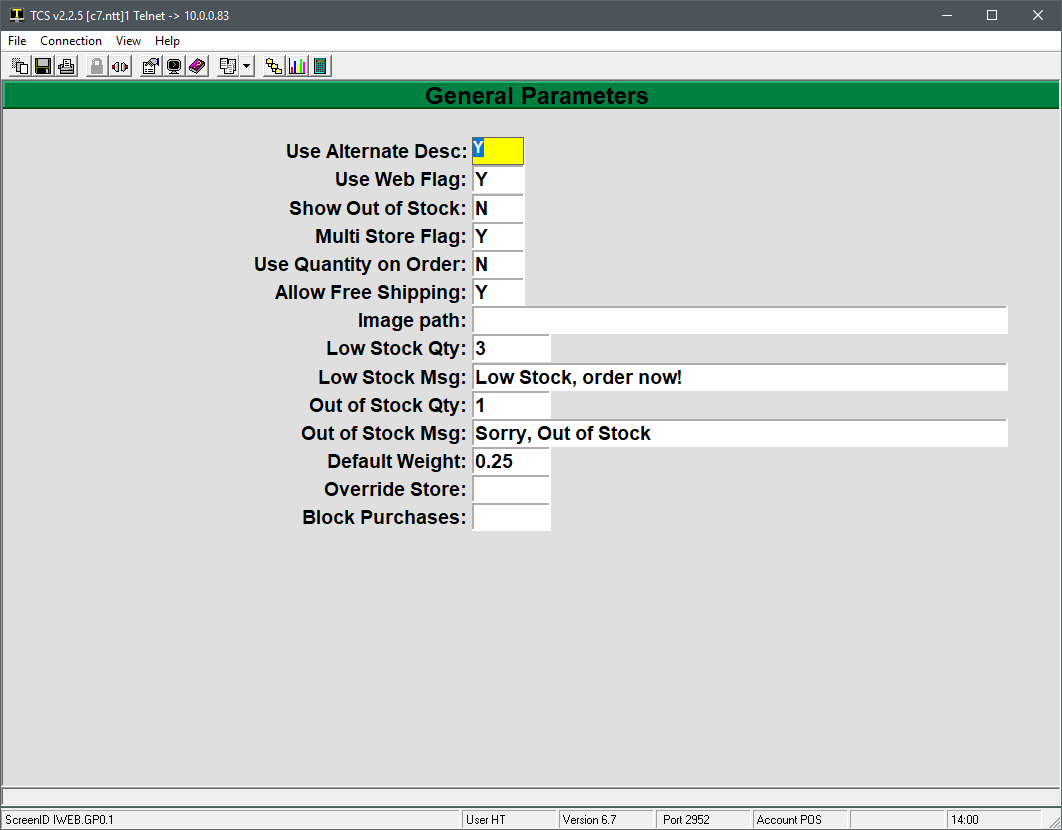 TCS v2.2.5 [c7.ntt]1 Telnet -> 10.0.0.83
File Connection View Help
General Parameters
Use Alternate Desc: Y
Use Web Flag: Y
Show Out of Stock: N
Multi Store Flag: Y
Use Quantity on Order: N
Allow Free Shipping: Y
Image path:
Low Stock Qty: 3
Low Stock Msg: Low Stock, order now!
Out of Stock Qty: 1
Out of Stock Msg: Sorry, Out of Stock
Default Weight: 0.25
Override Store:
Block Purchases:
ScreenID IWEB.GP0.1 User HT Version 6.7 Port 2952 Account POS 14:00